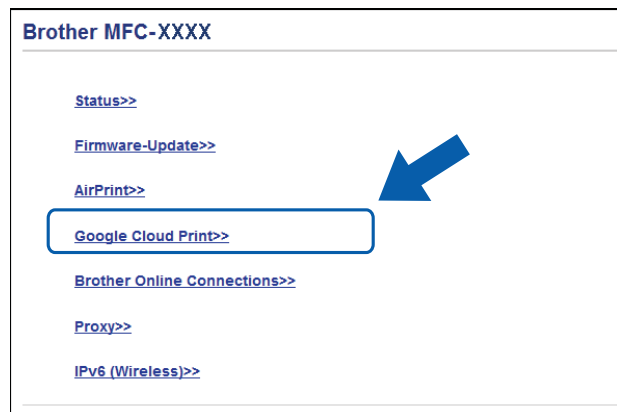 Brother MFC-XXXX
Status>>
Firmware-Update>>
AirPrint>>
Google Cloud Print>>
Brother Online Connections>>
Proxy>>
IPv6 (Wireless)>>